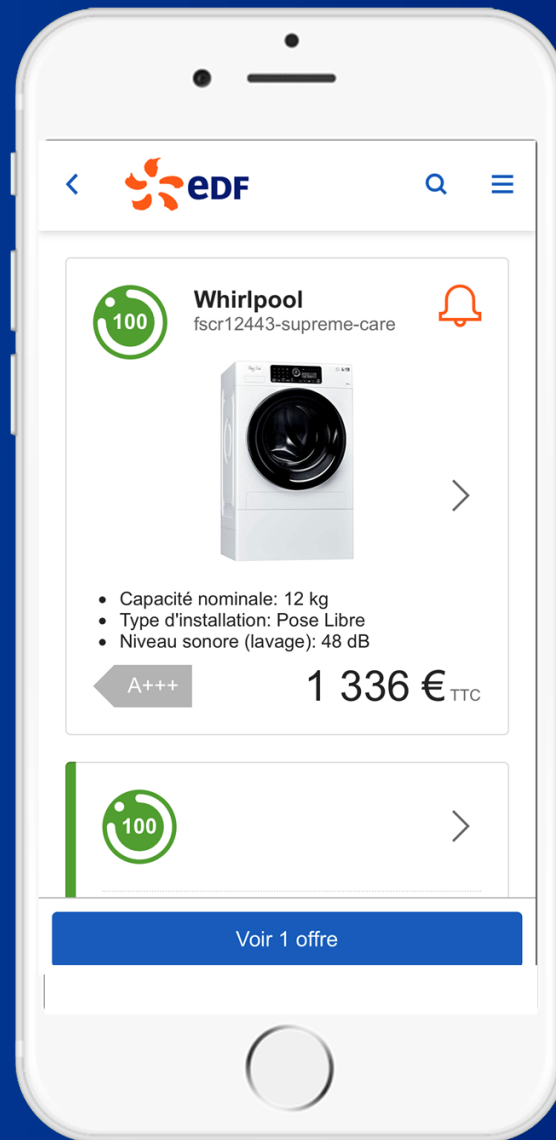 eDF
100
Whirlpool
fscr12443-supreme-care
• Capacité nominale: 12 kg
• Type d'installation: Pose Libre
• Niveau sonore (lavage): 48 dB
A+++
1 336 € TTC
100
Voir 1 offre